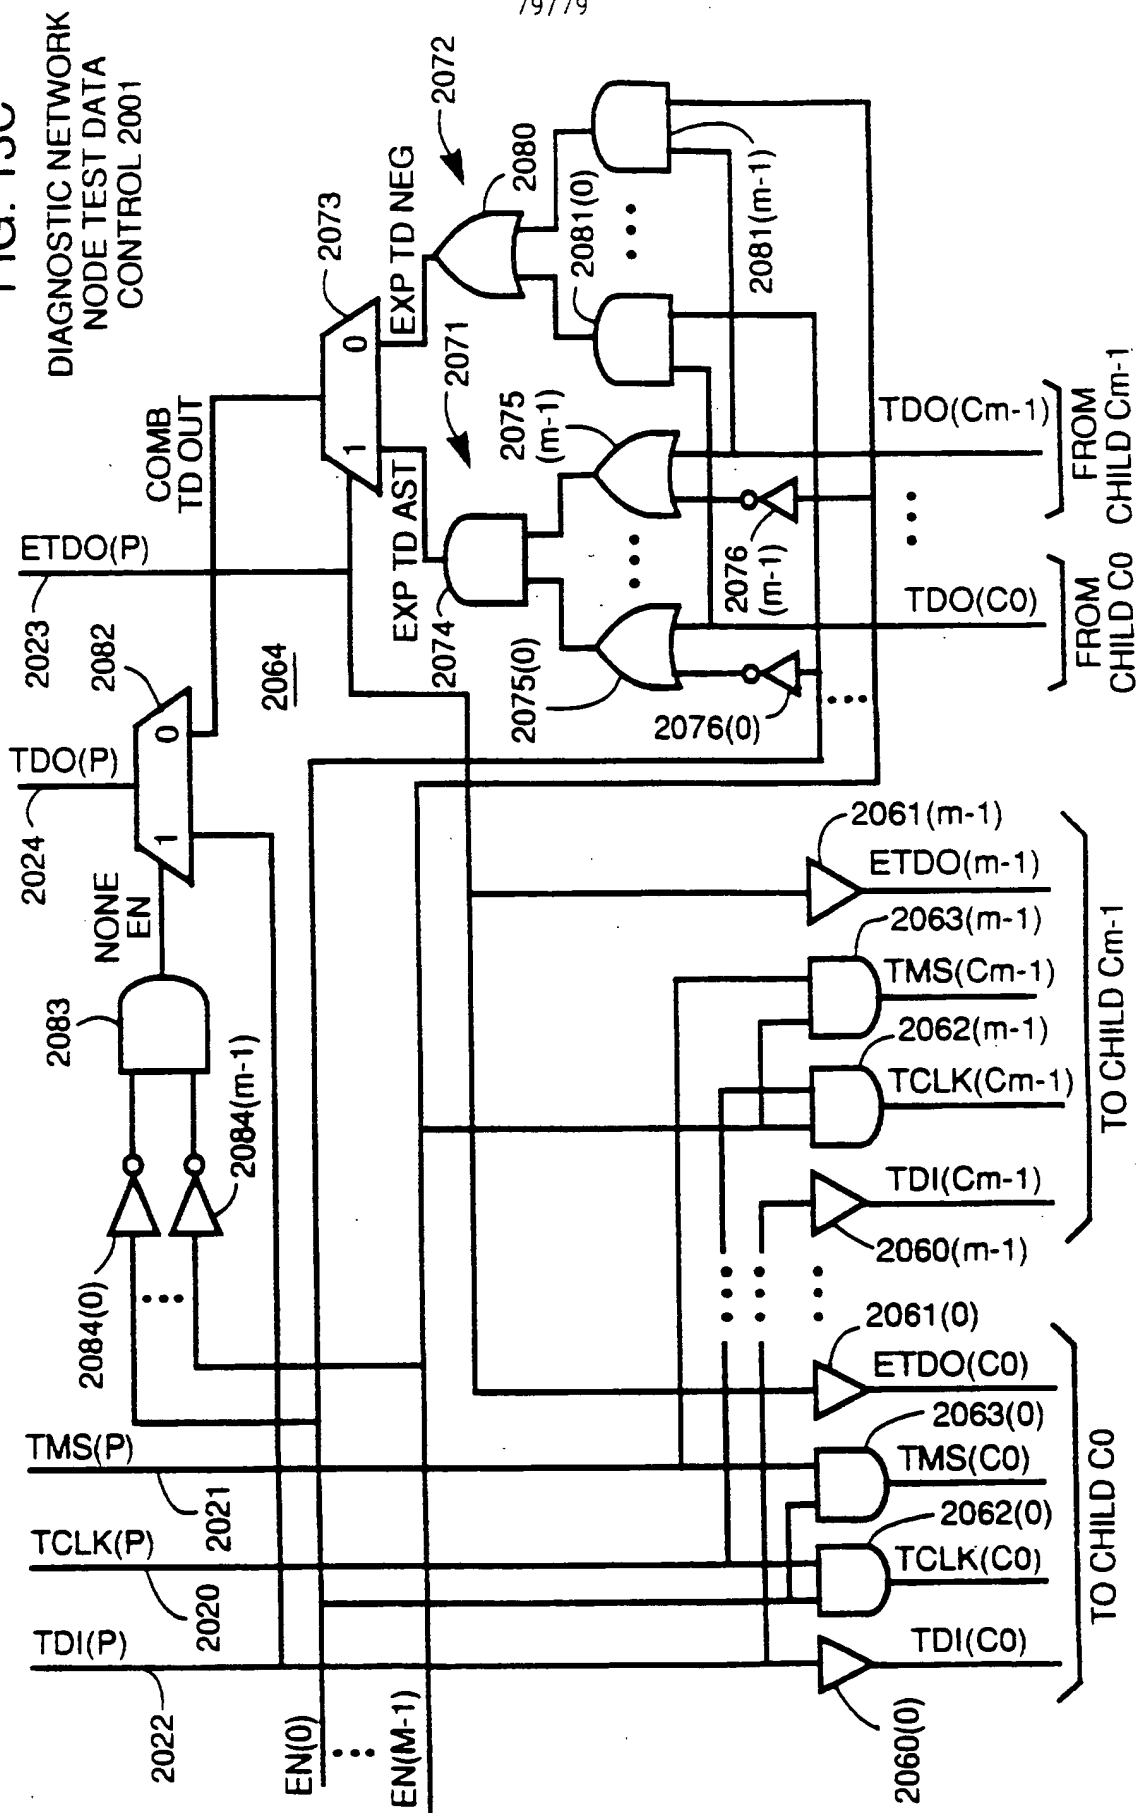 79/79
FIG. 13C
DIAGNOSTIC NETWORK
NODE TEST DATA
CONTROL 2001
TDI(P)
2022
TCLK(P)
2020
TMS(P)
2021
EN(0)
EN(M-1)
2084(0)
2084(m-1)
2083
NONE
EN
2024
TDO(P)
2082
1
0
2023
ETDO(P)
2064
COMB
TD OUT
2073
1
0
EXP TD AST
EXP TD NEG
2071
2072
2074
2075(0)
2075
(m-1)
2076(0)
2076
(m-1)
2080
2081(0)
2081(m-1)
TDO(C0)
TDO(Cm-1)
FROM
CHILD C0
FROM
CHILD Cm-1
2060(0)
TDI(C0)
TCLK(C0)
2062(0)
TMS(C0)
2063(0)
ETDO(C0)
2061(0)
TO CHILD C0
2060(m-1)
TDI(Cm-1)
TCLK(Cm-1)
2062(m-1)
TMS(Cm-1)
2063(m-1)
ETDO(m-1)
2061(m-1)
TO CHILD Cm-1